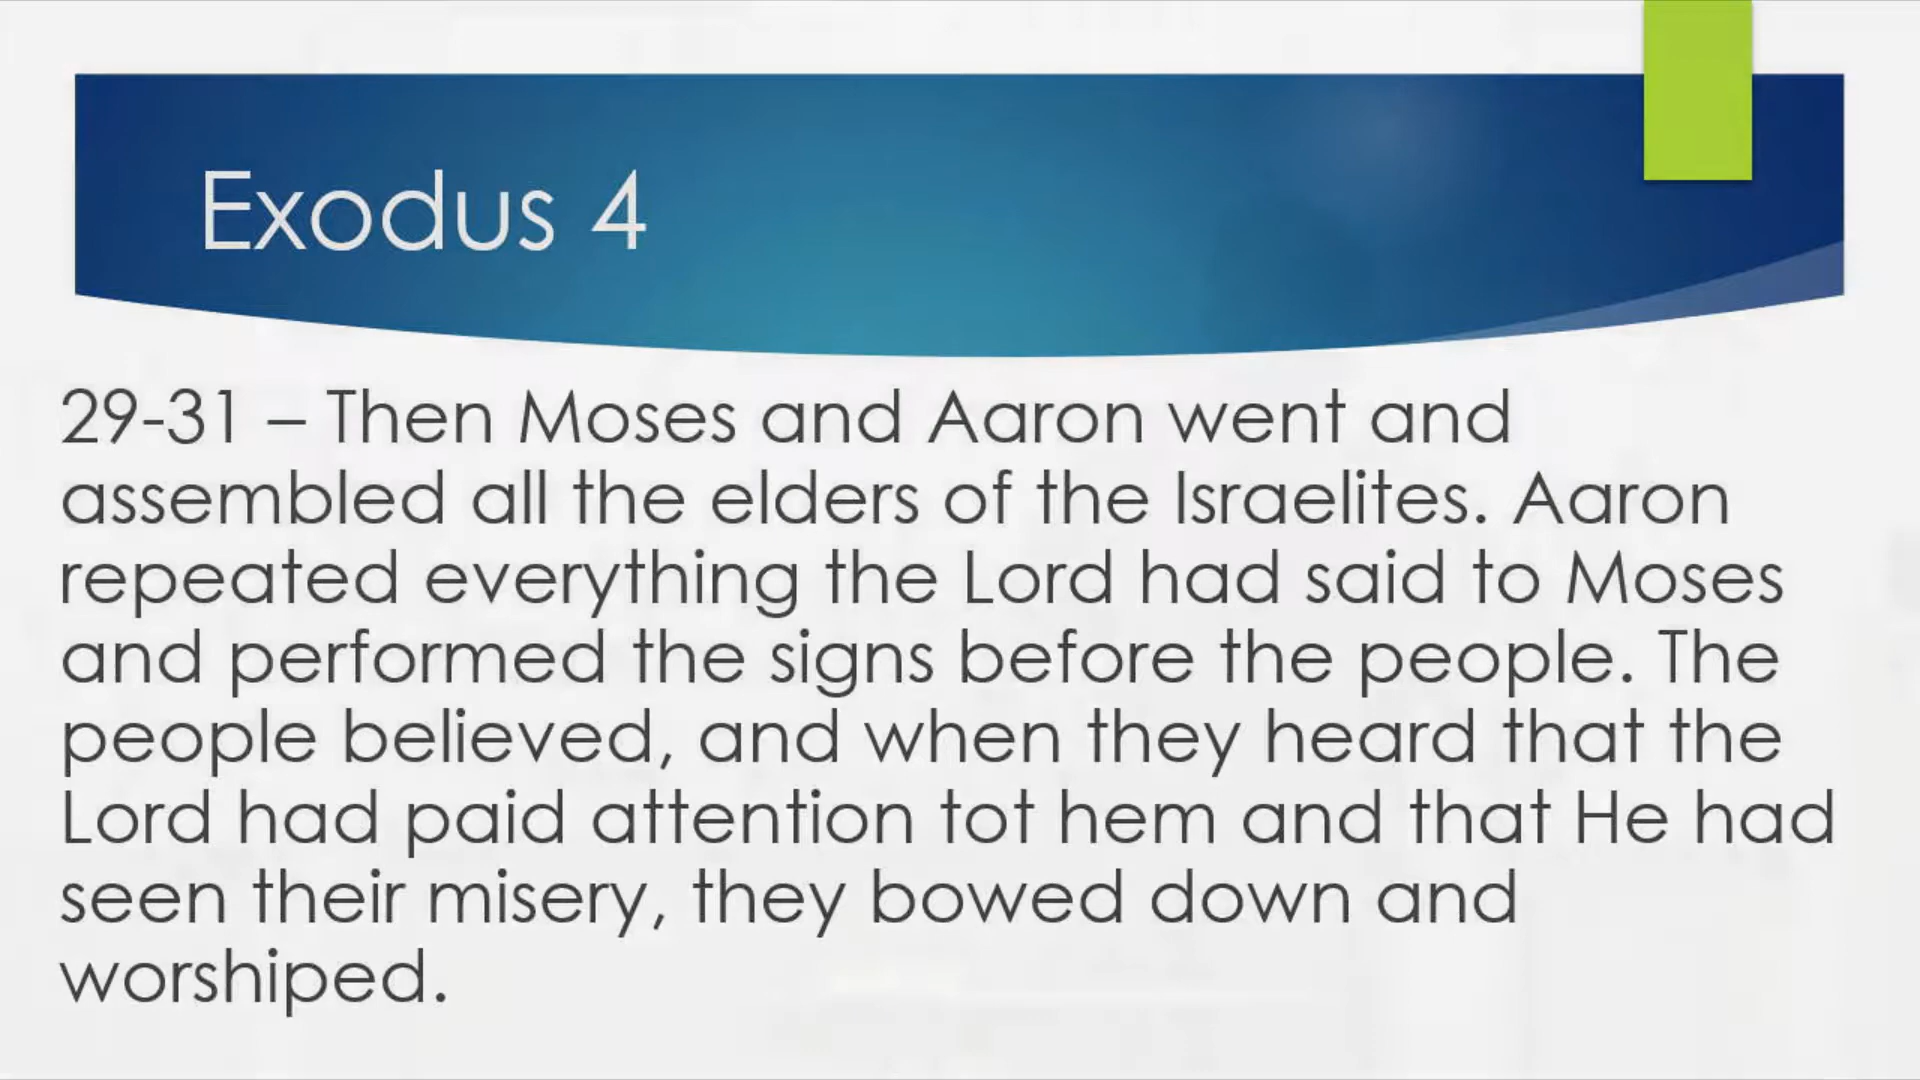 Exodus 4
29-31 – Then Moses and Aaron went and
assembled all the elders of the Israelites. Aaron
repeated everything the Lord had said to Moses
and performed the signs before the people. The
people believed, and when they heard that the
Lord had paid attention tot hem and that He had
seen their misery, they bowed down and
worshiped.